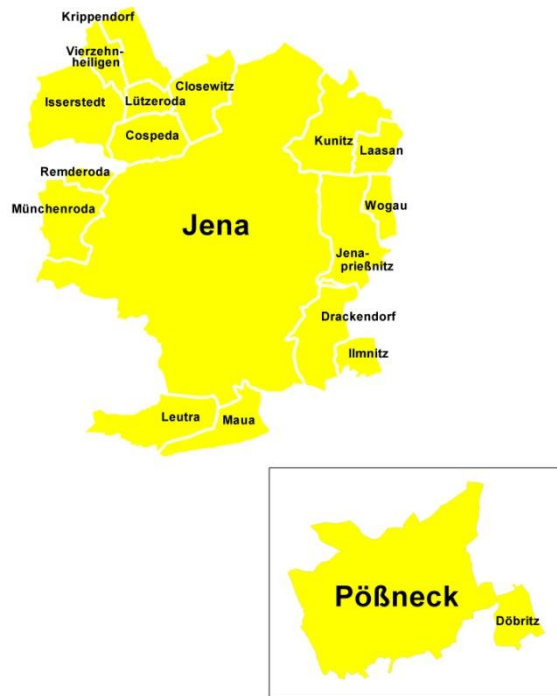 Krippendorf
Vierzehn-
heiligen
Closewitz
Isserstedt
Lützeroda
Cospeda
Kunitz
Laasan
Remderoda
Münchenroda
Wogau
Jena
Jena-
prießnitz
Drackendorf
Ilmnitz
Leutra
Maua
Pößneck
Döbritz